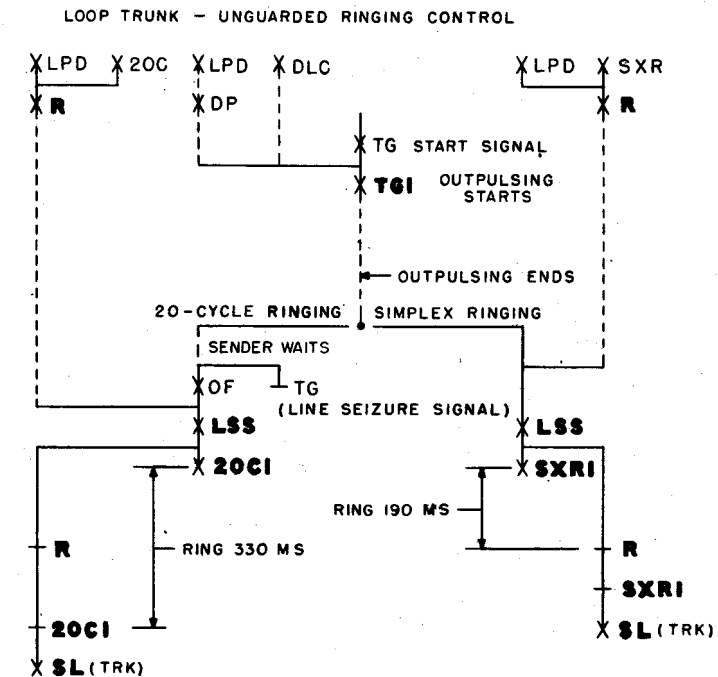 LOOP TRUNK – UNGUARDED RINGING CONTROL
LPD 20C LPD DLC LPD SXR
R DP R
TG START SIGNAL
TGI OUTPULSING
STARTS
OUTPULSING ENDS
20-CYCLE RINGING SIMPLEX RINGING
SENDER WAITS
OF TG
(LINE SEIZURE SIGNAL)
LSS LSS
20CI SXRI
RING 190 MS
R RING 330 MS R
SXRI
20CI SL (TRK)
SL (TRK)